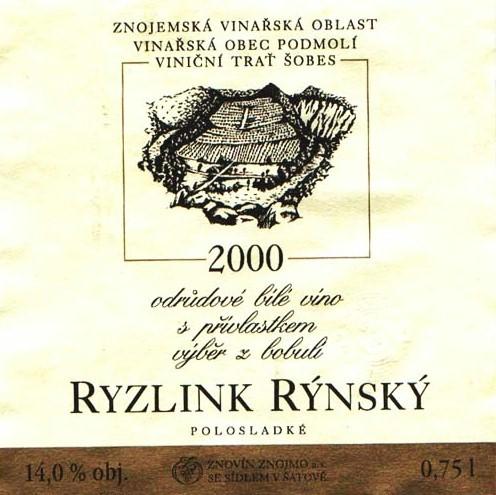 ZNOJEMSKÁ VINAŘSKÁ OBLAST
VINAŘSKÁ OBEC PODMOLÍ
VINIČNÍ TRAŤ ŠOBES
2000
odrůdové bílé víno
s přívlastkem
výběr z bobulí
RYZLINK RÝNSKÝ
POLOSLADKÉ
14,0 % obj.
ZNOVÍN ZNOJMO a.s.
SE SÍDLEM V ŠATOVĚ
0,75 l